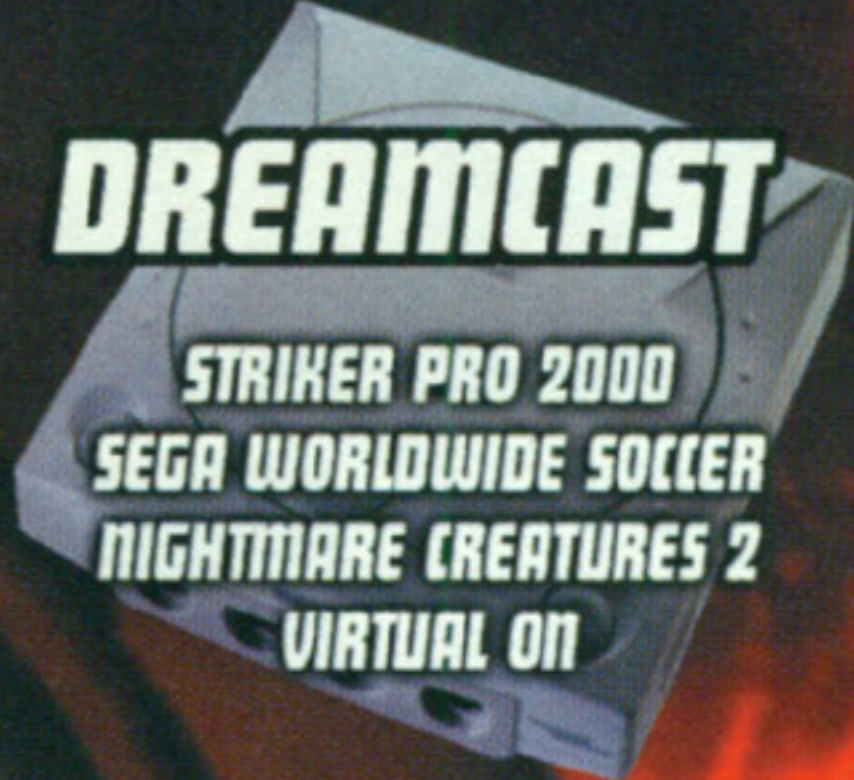 DREAMCAST
STRIKER PRO 2000
SEGA WORLDWIDE SOCCER
NIGHTMARE CREATURES 2
VIRTUAL ON